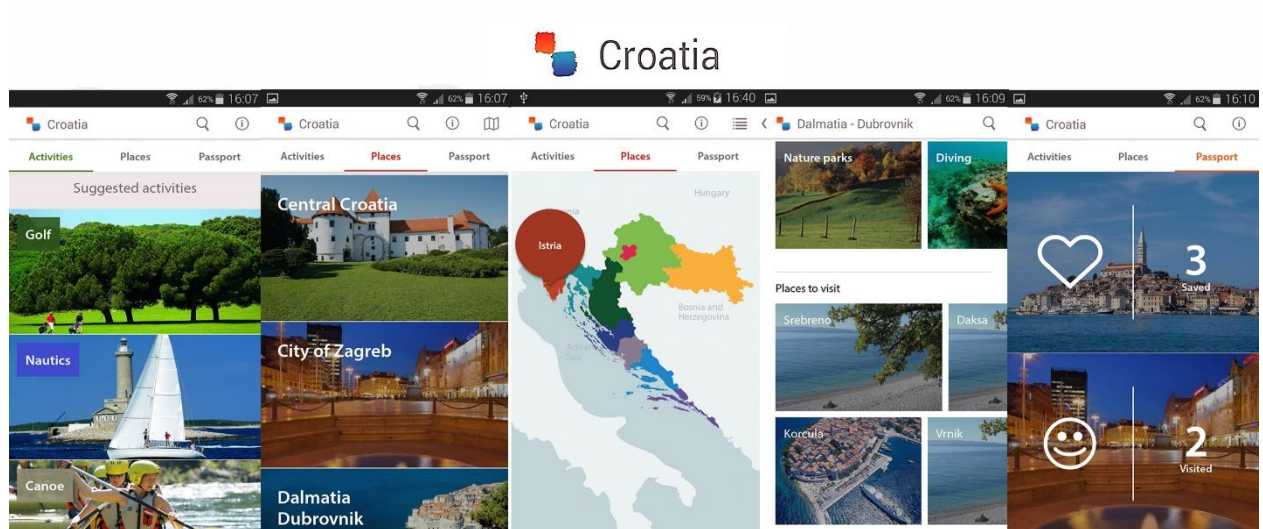 Croatia
62% 16:07
Croatia
Activities Places Passport
Suggested activities
Golf
Nautics
Canoe
62% 16:07
Croatia
Activities Places Passport
Central Croatia
City of Zagreb
Dalmatia
Dubrovnik
59% 16:40
Croatia
Activities Places Passport
Hungary
Istria
Bosnia and
Herzegovina
Sea
62% 16:09
Dalmatia - Dubrovnik
Nature parks
Diving
Places to visit
Srebreno
Daksa
Korcula
Vrnik
62% 16:10
Croatia
Activities Places Passport
3
Saved
2
Visited